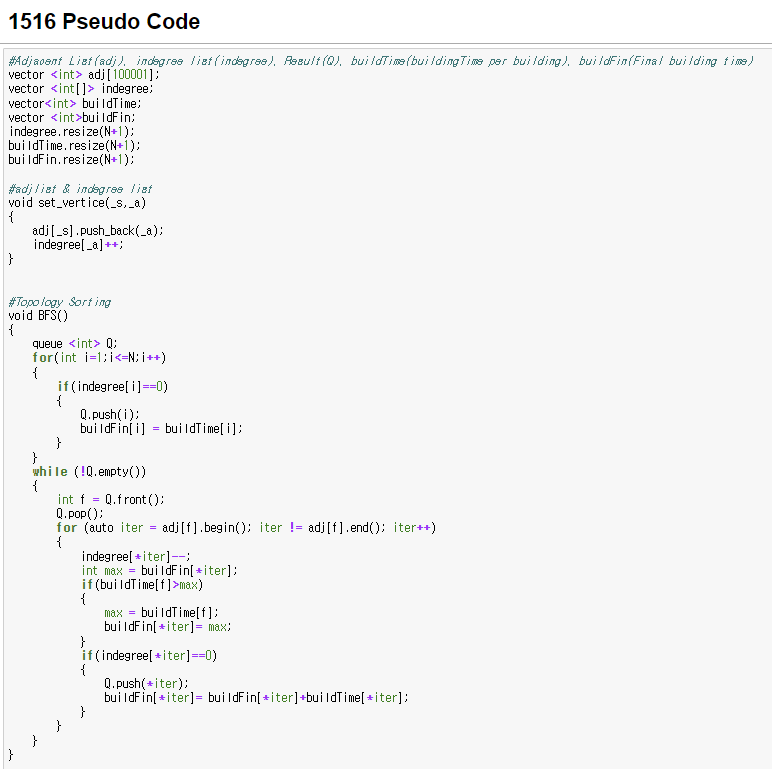 1516 Pseudo Code
#Adjacent List(adj), indegree list(indegree), Result(Q), buildTime(buildingTime per building), buildFin(Final building time)
vector <int> adj[100001];
vector <int[]> indegree;
vector<int> buildTime;
vector <int>buildFin;
indegree.resize(N+1);
buildTime.resize(N+1);
buildFin.resize(N+1);
#adjlist & indegree list
void set_vertice(_s,_a)
{
adj[_s].push_back(_a);
indegree[_a]++;
}
#Topology Sorting
void BFS()
{
queue <int> Q;
for(int i=1;i<=N;i++)
{
if(indegree[i]==0)
{
Q.push(i);
buildFin[i] = buildTime[i];
}
}
while (!Q.empty())
{
int f = Q.front();
Q.pop();
for (auto iter = adj[f].begin(); iter != adj[f].end(); iter++)
{
indegree[*iter]--;
int max = buildFin[*iter];
if(buildTime[f]>max)
{
max = buildTime[f];
buildFin[*iter]= max;
}
if(indegree[*iter]==0)
{
Q.push(*iter);
buildFin[*iter]= buildFin[*iter]+buildTime[*iter];
}
}
}
}